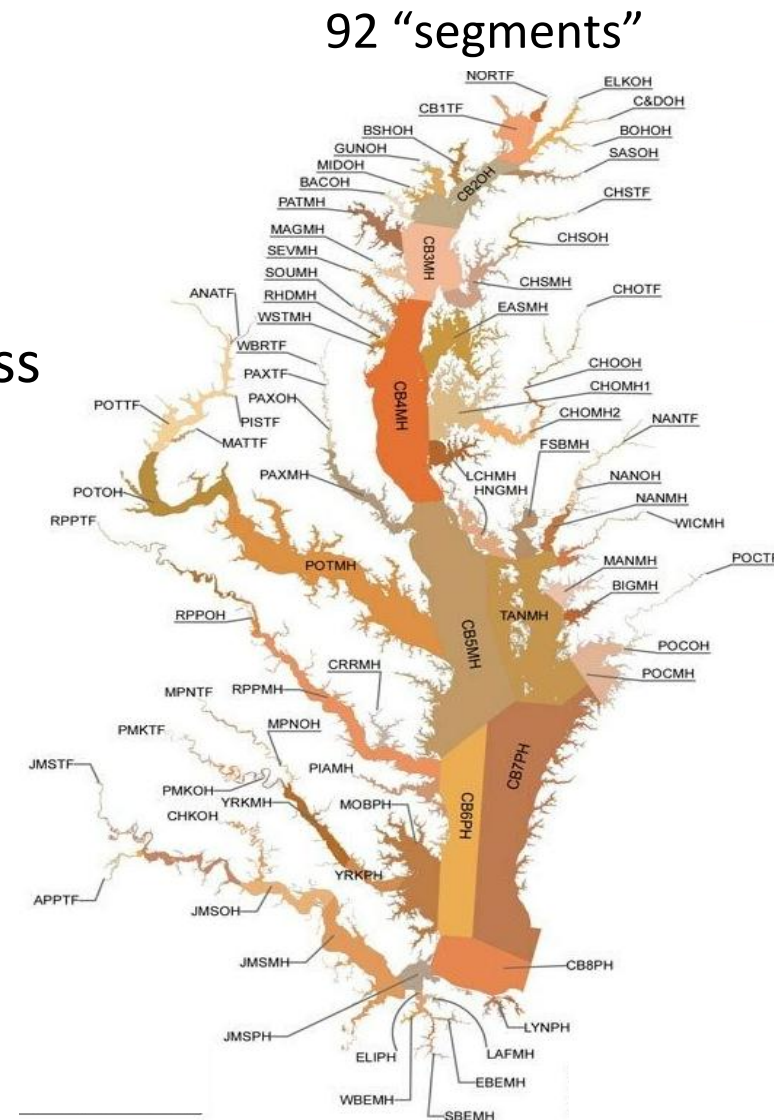 92 “segments”
NORTF
ELKOH
CB1TF
C&DOH
BSHOH
BOHOH
GUNOH
SASOH
MIDOH
CB2OH
BACOH
CHSTF
PATMH
MAGMH
CHSOH
SEVMH
CB3MH
SOUMH
CHSMH
ANATF
RHDMH
CHOTF
WSTMH
EASMH
WBRTF
ss
PAXTF
CHOOH
PAXOH
CHOMH1
POTTF
CB4MH
CHOMH2
PISTF
NANTF
MATTF
FSBMH
PAXMH
LCHMH
NANOH
POTOH
HNGMH
NANMH
RPPTF
WICMH
POTMH
MANMH
POCTF
BIGMH
RPPOH
TANMH
CB5MH
POCOH
CRRMH
POCMH
RPPMH
MPNTF
MPNOH
PMKTF
JMSTF
PIAMH
CB7PH
PMKOH
YRKMH
MOBPH
CB6PH
CHKOH
YRKPH
APPTF
JMSOH
JMSMH
CB8PH
JMSPH
LYNPH
ELIPH
LAFMH
EBEMH
WBEMH
SBEMH